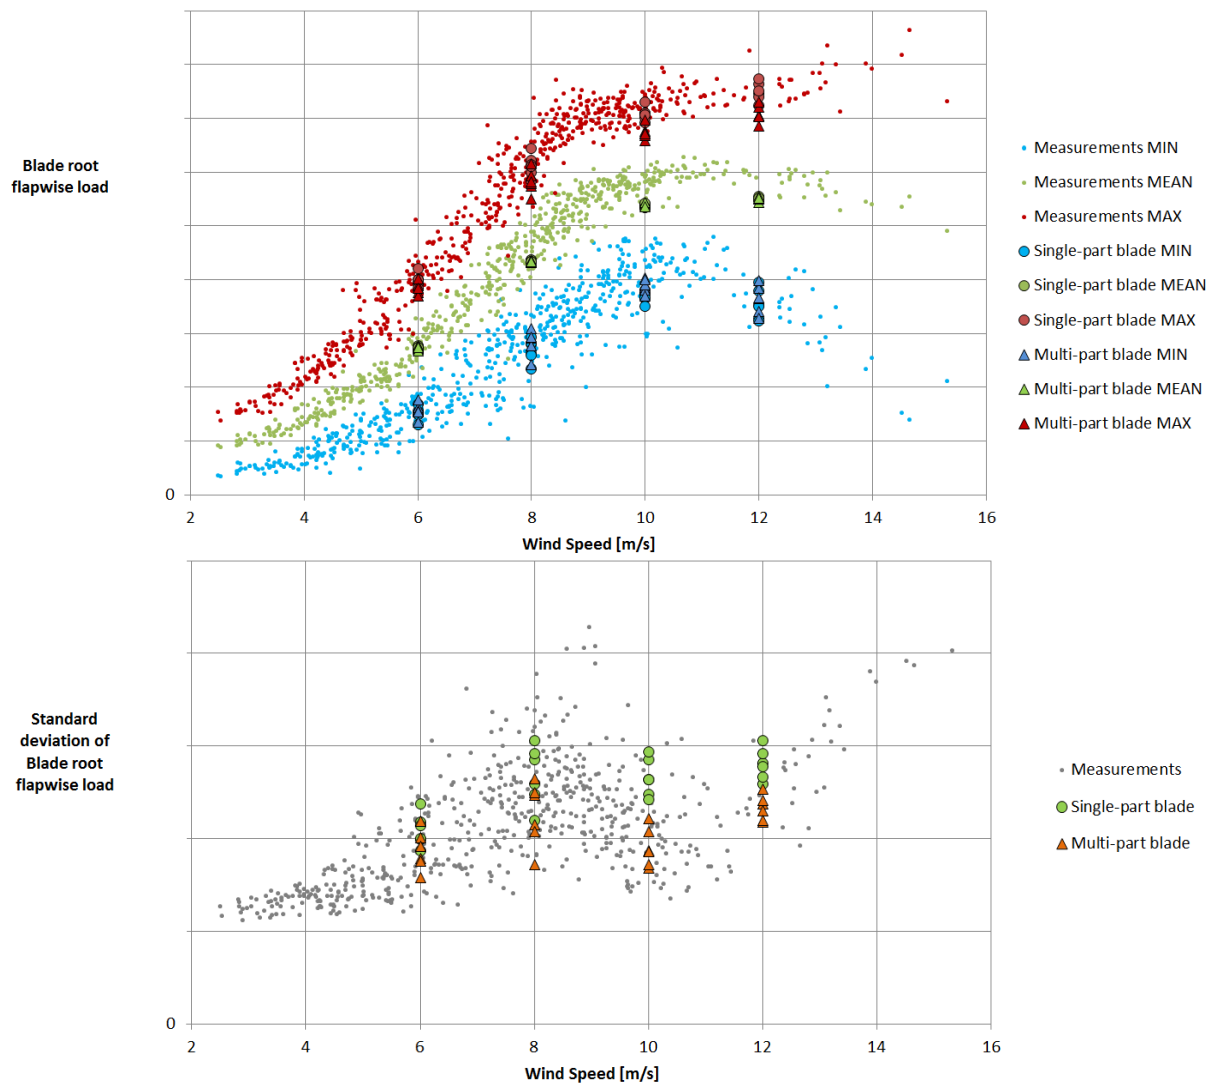 Blade root
flapwise load
0
2 4 6 8 10 12 14 16
Wind Speed [m/s]
Measurements MIN
Measurements MEAN
Measurements MAX
Single-part blade MIN
Single-part blade MEAN
Single-part blade MAX
Multi-part blade MIN
Multi-part blade MEAN
Multi-part blade MAX
Standard
deviation of
Blade root
flapwise load
0
2 4 6 8 10 12 14 16
Wind Speed [m/s]
Measurements
Single-part blade
Multi-part blade